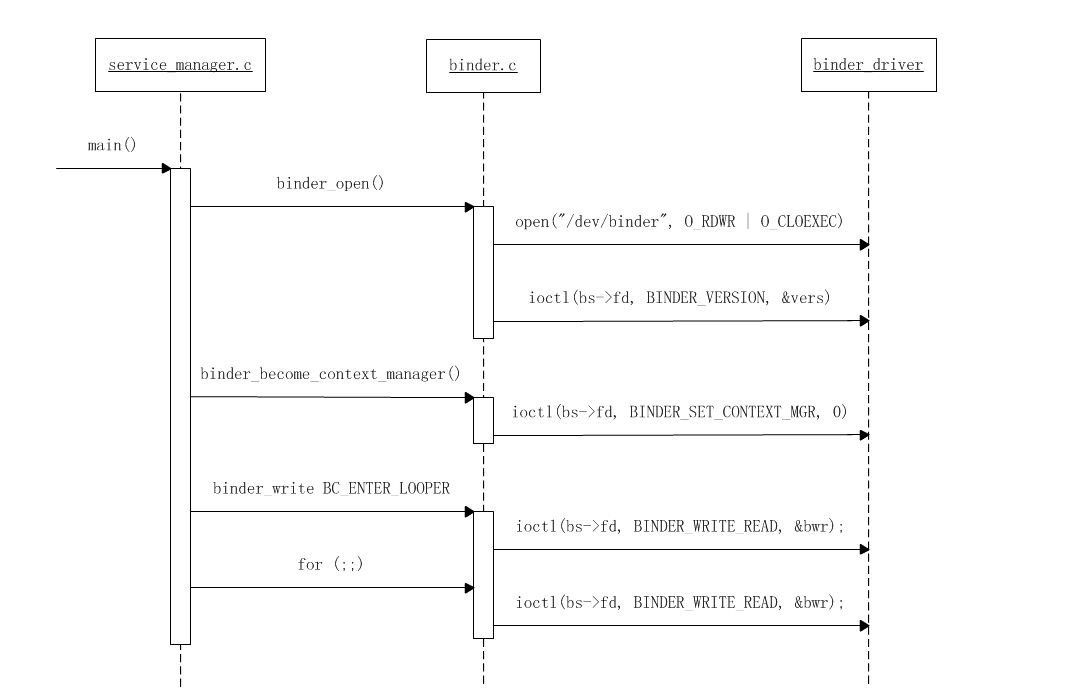 service_manager.c
binder.c
binder_driver
main()
binder_open()
open("/dev/binder", O_RDWR | O_CLOEXEC)
ioctl(bs->fd, BINDER_VERSION, &vers)
binder_become_context_manager()
ioctl(bs->fd, BINDER_SET_CONTEXT_MGR, 0)
binder_write BC_ENTER_LOOPER
ioctl(bs->fd, BINDER_WRITE_READ, &bwr);
for (;;)
ioctl(bs->fd, BINDER_WRITE_READ, &bwr);